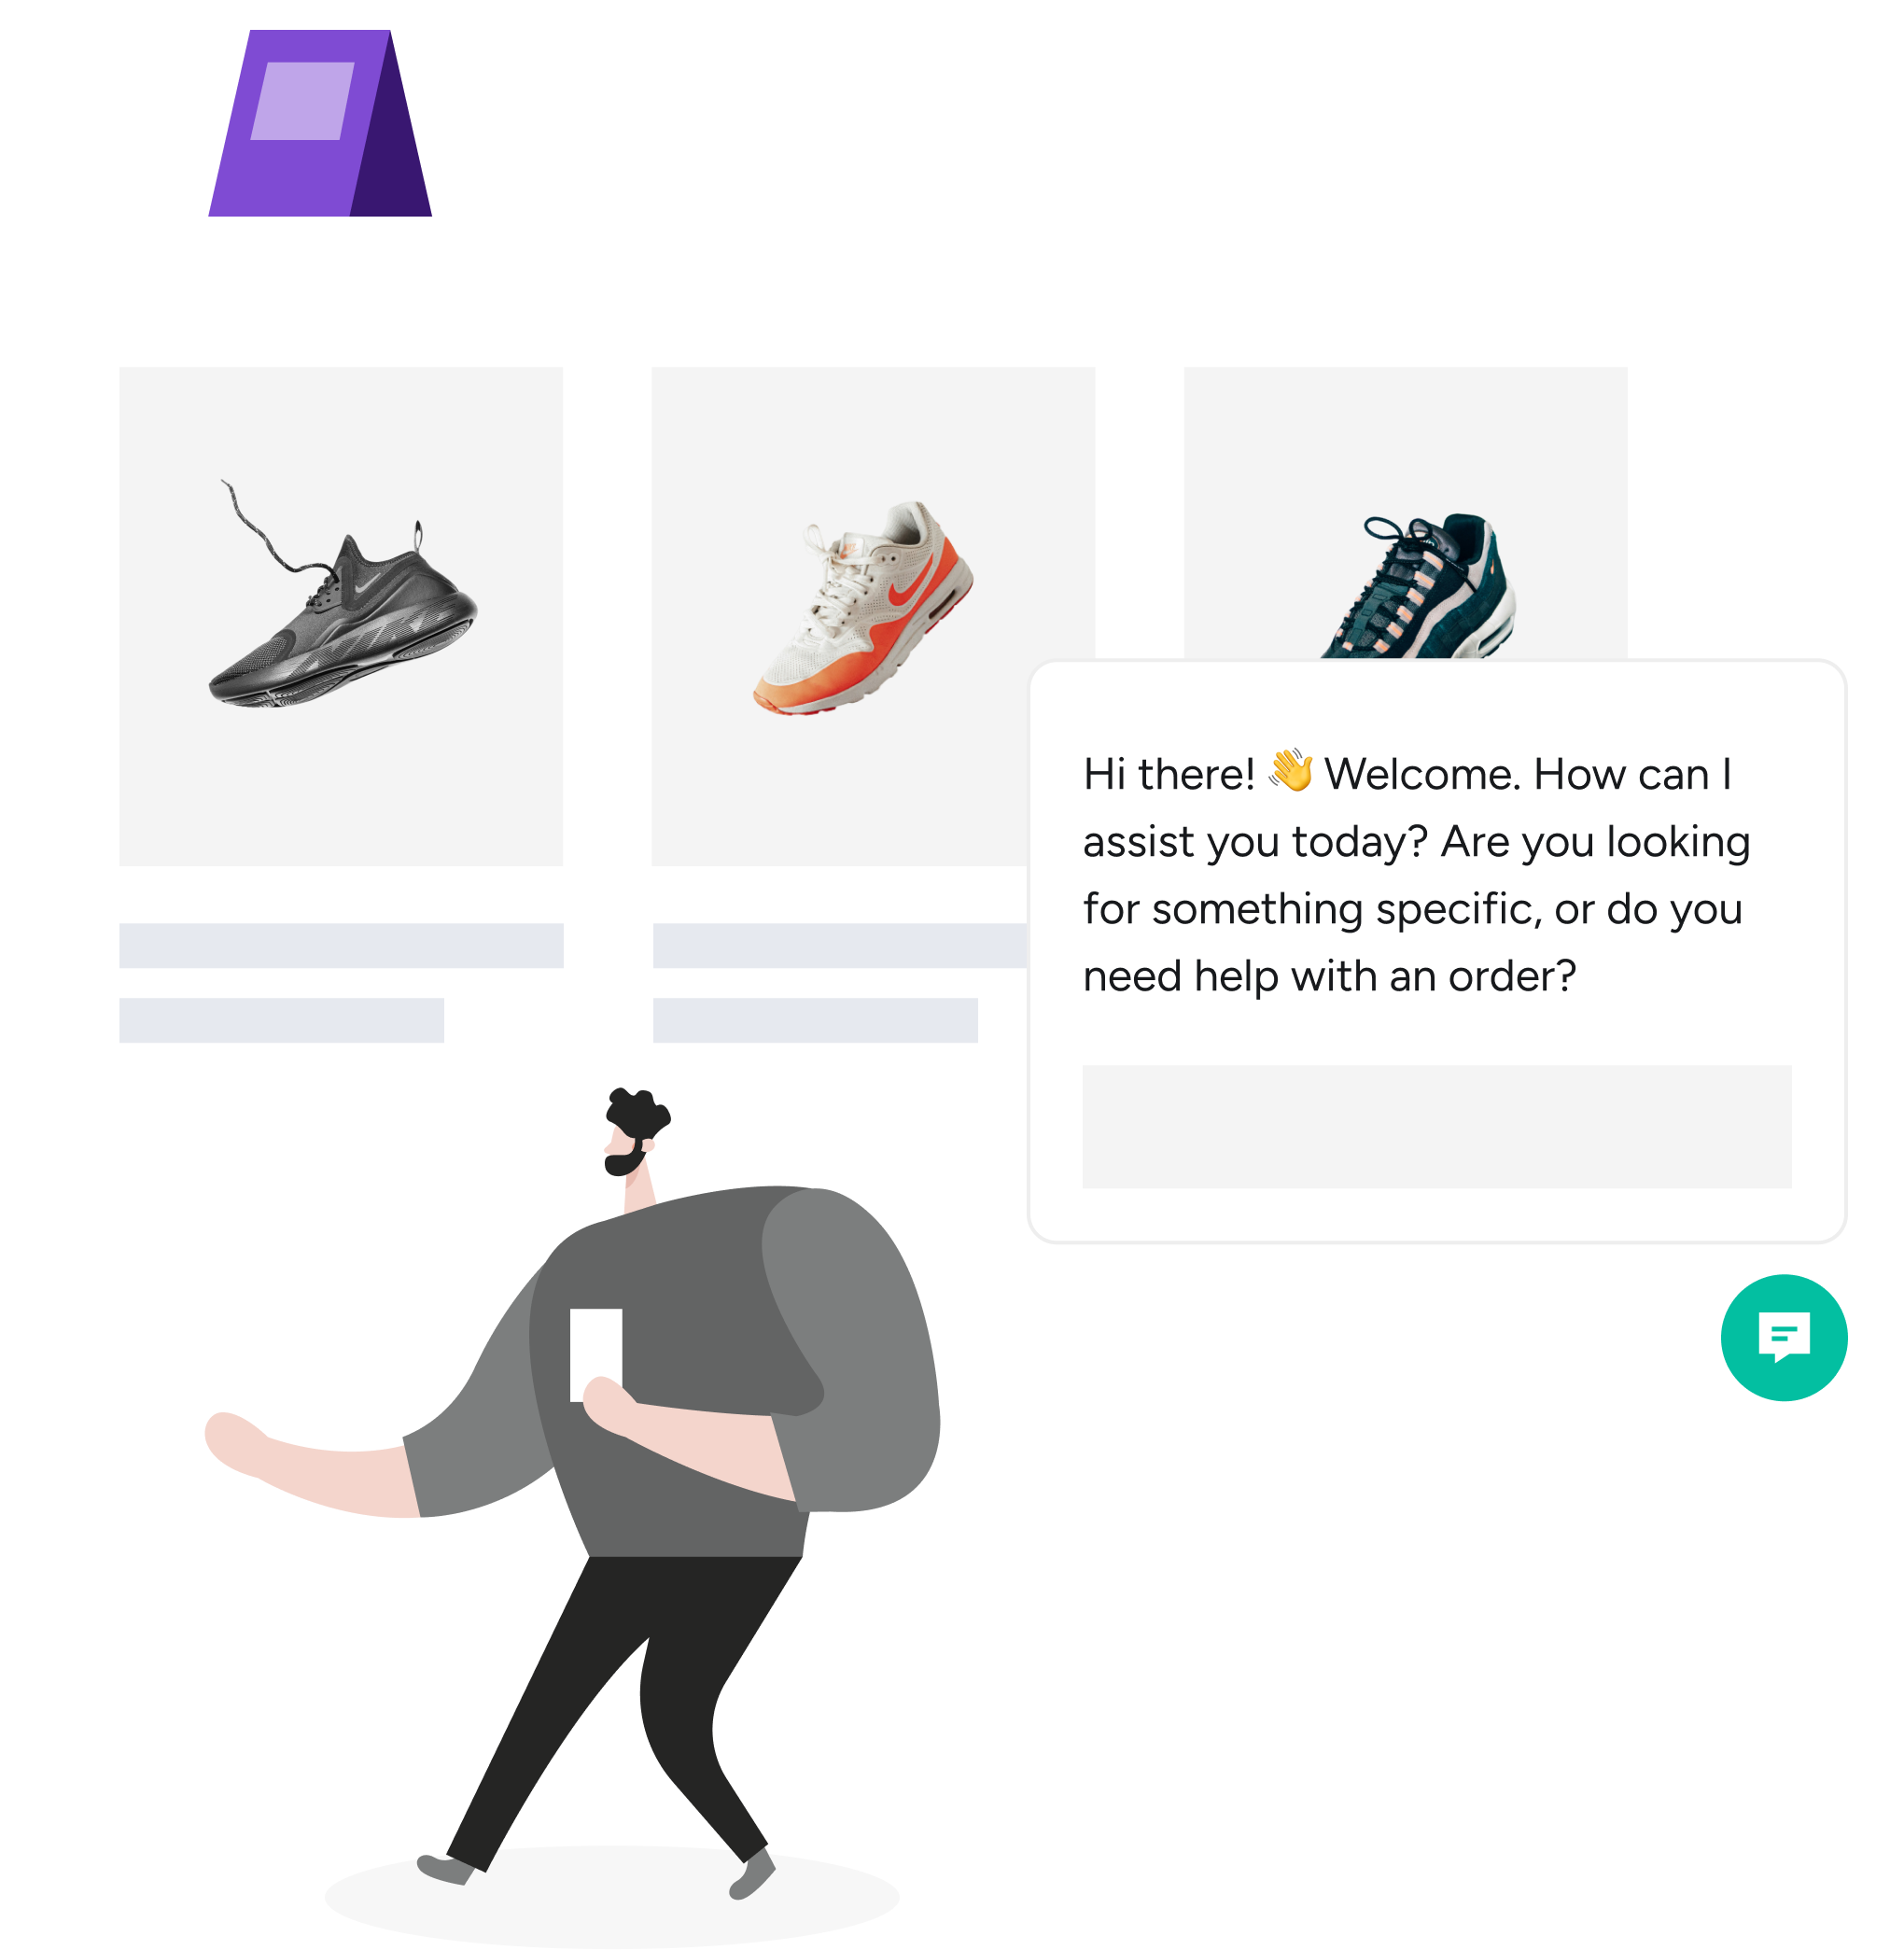 Hi there! 👋 Welcome. How can I
assist you today? Are you looking
for something specific, or do you
need help with an order?